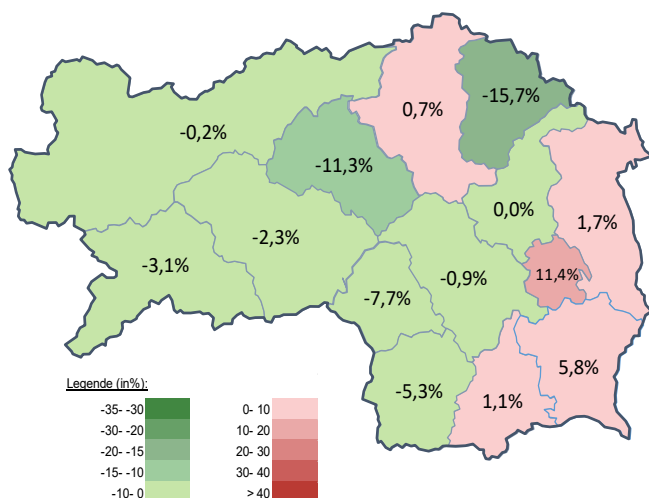 0,7%
-15,7%
-0,2%
-11,3%
0,0%
1,7%
-2,3%
-3,1%
-0,9%
11,4%
-7,7%
5,8%
-5,3%
1,1%
Legende (in%):
-35- -30 0- 10
-30- -20 10- 20
-20- -15 20- 30
-15- -10 30- 40
-10- 0 > 40